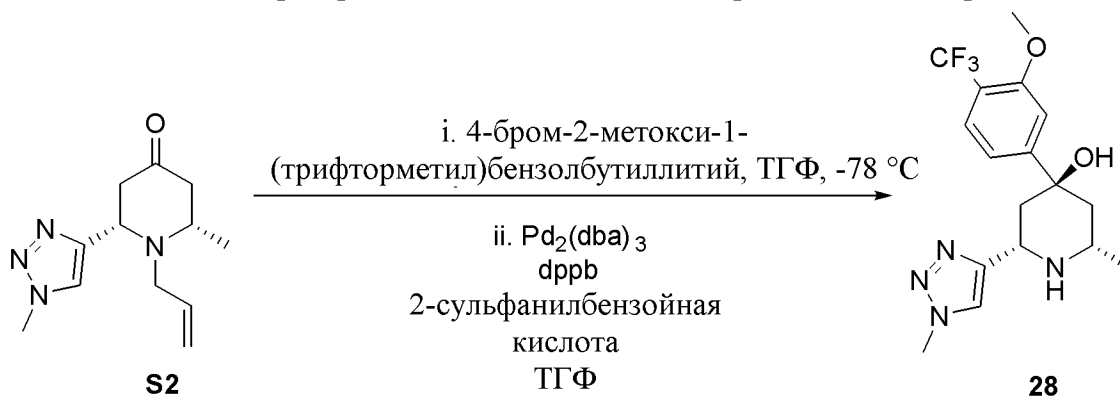 i. 4-бром-2-метокси-1-
(трифторметил)бензолбутиллитий, ТГФ, -78 °C
ii. Pd2(dba)3
dppb
2-сульфанилбензойная
кислота
ТГФ
O
N
N
N
N
S2
CF3
O
OH
N
N
N
N
H
28